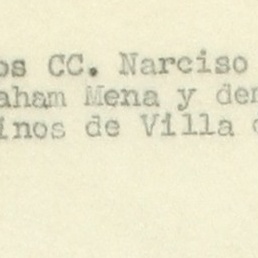 os CC. Narciso
aham Mena y den
inos de Villa